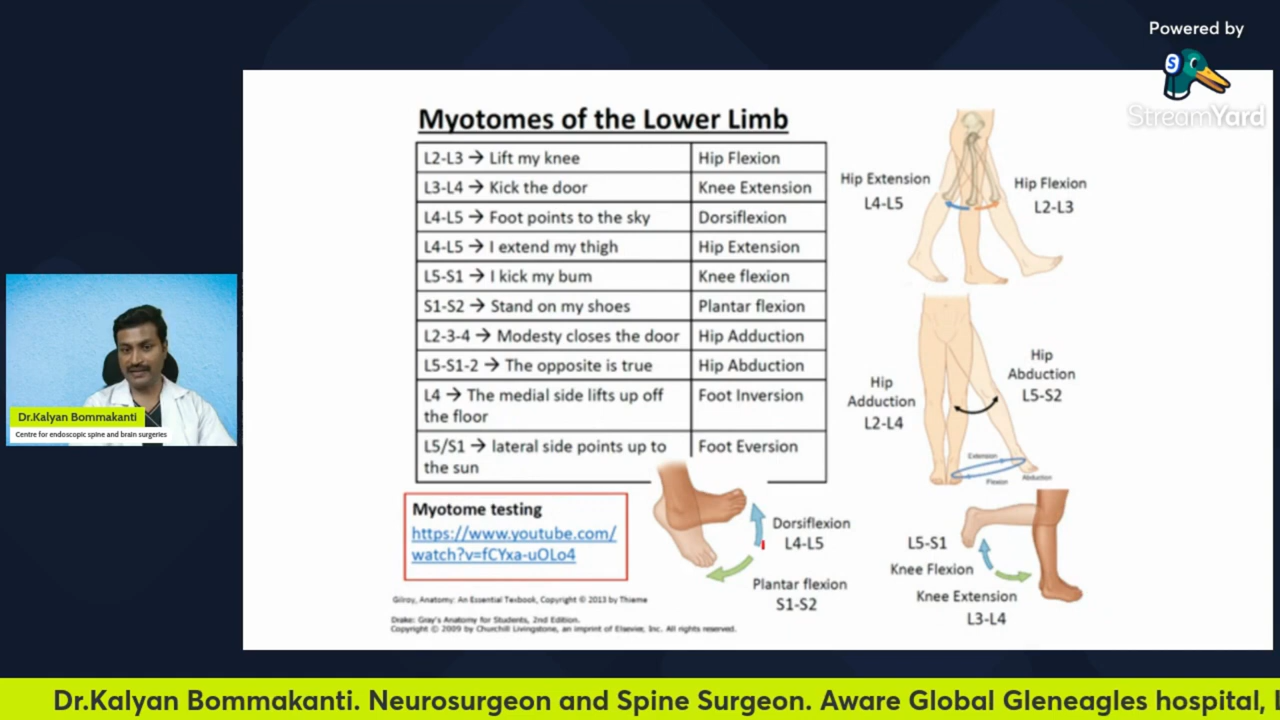 Powered by
StreamYard
Myotomes of the Lower Limb
L2-L3 → Lift my knee Hip Flexion
L3-L4 → Kick the door Knee Extension
L4-L5 → Foot points to the sky Dorsiflexion
L4-L5 → I extend my thigh Hip Extension
L5-S1 → I kick my bum Knee flexion
S1-S2 → Stand on my shoes Plantar flexion
L2-3-4 → Modesty closes the door Hip Adduction
L5-S1-2 → The opposite is true Hip Abduction
L4 → The medial side lifts up off Foot Inversion
the floor
L5/S1 → lateral side points up to Foot Eversion
the sun
Hip Extension
L4-L5
Hip Flexion
L2-L3
Hip
Abduction
L5-S2
Hip
Adduction
L2-L4
Extension
Flexion
Abduction
Myotome testing
https://www.youtube.com/
watch?v=fCYxa-uOLo4
Dorsiflexion
L4-L5
Plantar flexion
S1-S2
L5-S1
Knee Flexion
Knee Extension
L3-L4
Gilroy, Anatomy: An Essential Texbook, Copyright © 2013 by Thieme
Drake: Gray's Anatomy for Students, 2nd Edition.
Copyright © 2009 by Churchill Livingstone, an imprint of Elsevier, Inc. All rights reserved.
Dr.Kalyan Bommakanti
Centre for endoscopic spine and brain surgeries
Dr.Kalyan Bommakanti. Neurosurgeon and Spine Surgeon. Aware Global Gleneagles hospital,